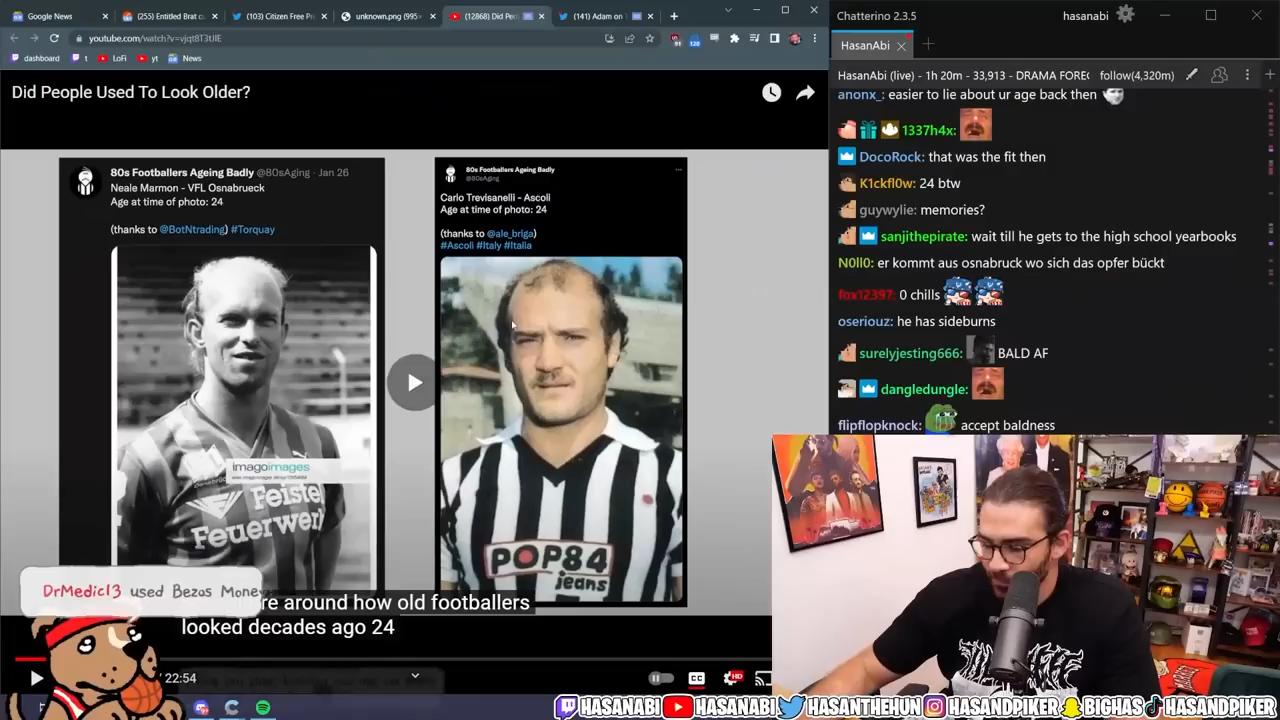 Google News
(255) Entitled Brat c
(103) Citizen Free P
unknown.png (995×
(12868) Did Peo
(141) Adam on
youtube.com/watch?v=vjqt8T3tJIE
dashboard
t
LoFi
yt
News
Did People Used To Look Older?
80s Footballers Ageing Badly @80sAging · Jan 26
Neale Marmon - VFL Osnabrueck
Age at time of photo: 24
(thanks to @BotNtrading) #Torquay
imagoimages
Feiste
Feuerwer
80s Footballers Ageing Badly
@80sAging
Carlo Trevisanelli - Ascoli
Age at time of photo: 24
(thanks to @ale_briga)
#Ascoli #Italy #Italia
POP84
jeans
DrMedic13 used Bezos Money
re around how old footballers
looked decades ago 24
22:54
CC
HD
Chatterino 2.3.5
hasanabi
HasanAbi
HasanAbi (live) - 1h 20m - 33,913 - DRAMA FOREC
follow(4,320m)
anonx_: easier to lie about ur age back then
1337h4x:
DocoRock: that was the fit then
K1ckfl0w: 24 btw
guywylie: memories?
sanjithepirate: wait till he gets to the high school yearbooks
N0ll0: er kommt aus osnabruck wo sich das opfer bückt
fox12397: 0 chills
oseriouz: he has sideburns
surelyjesting666: BALD AF
dangledungle:
flipflopknock: accept baldness
HASANABI
HASANABI
HASANTHEHUN
HASANDPIKER
BIGHAS
HASANDPIKER